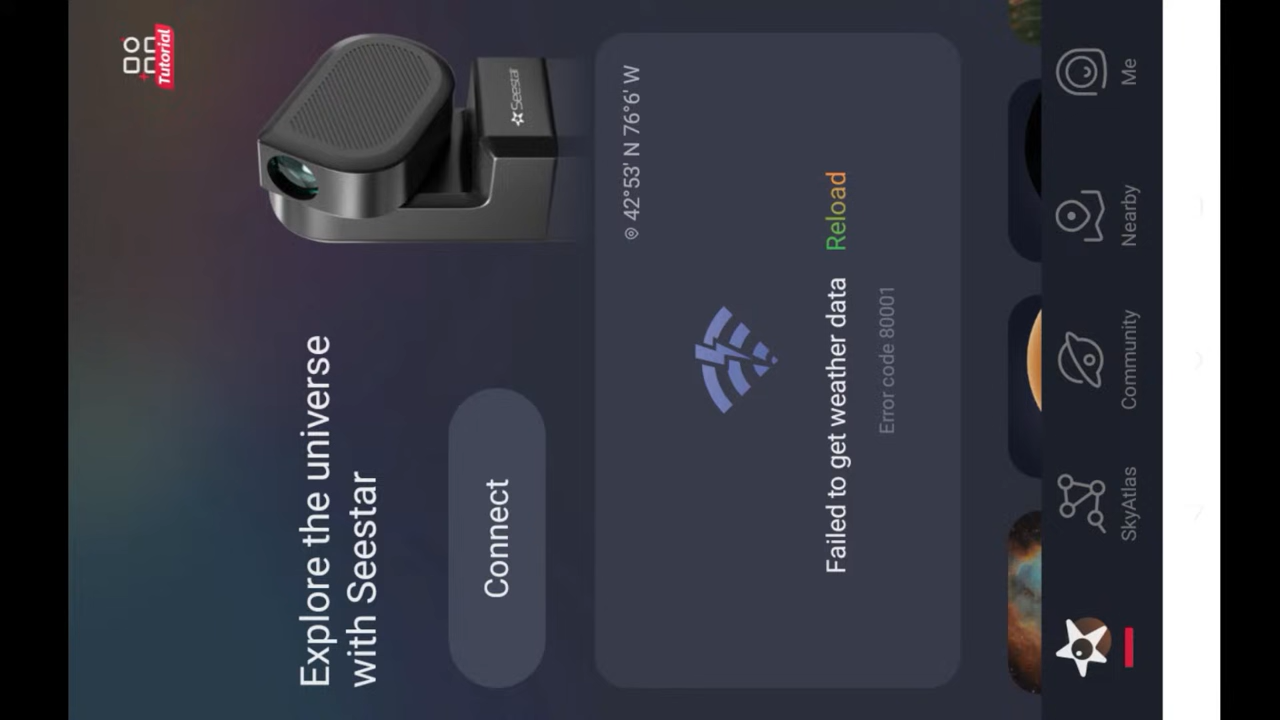 Tutorial
Explore the universe
with Seestar
Seestar
Connect
42°53' N 76°6' W
Failed to get weather data Reload
Error code 80001
SkyAtlas
Community
Nearby
Me